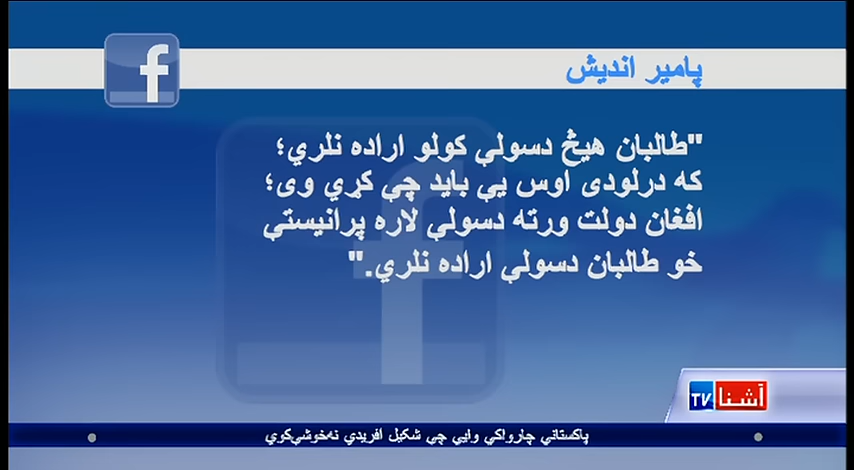 پامير انديش
"طالبان هيڅ دسولې کولو اراده نلري؛
که درلودی اوس يې بايد چې کړې وی؛
افغان دولت ورته دسولې لاره پرانيستې
خو طالبان دسولې اراده نلري."
آشنا TV
پاکستاني چارواکي وايي چې شکيل افريدي نه‌خوشې‌کوي